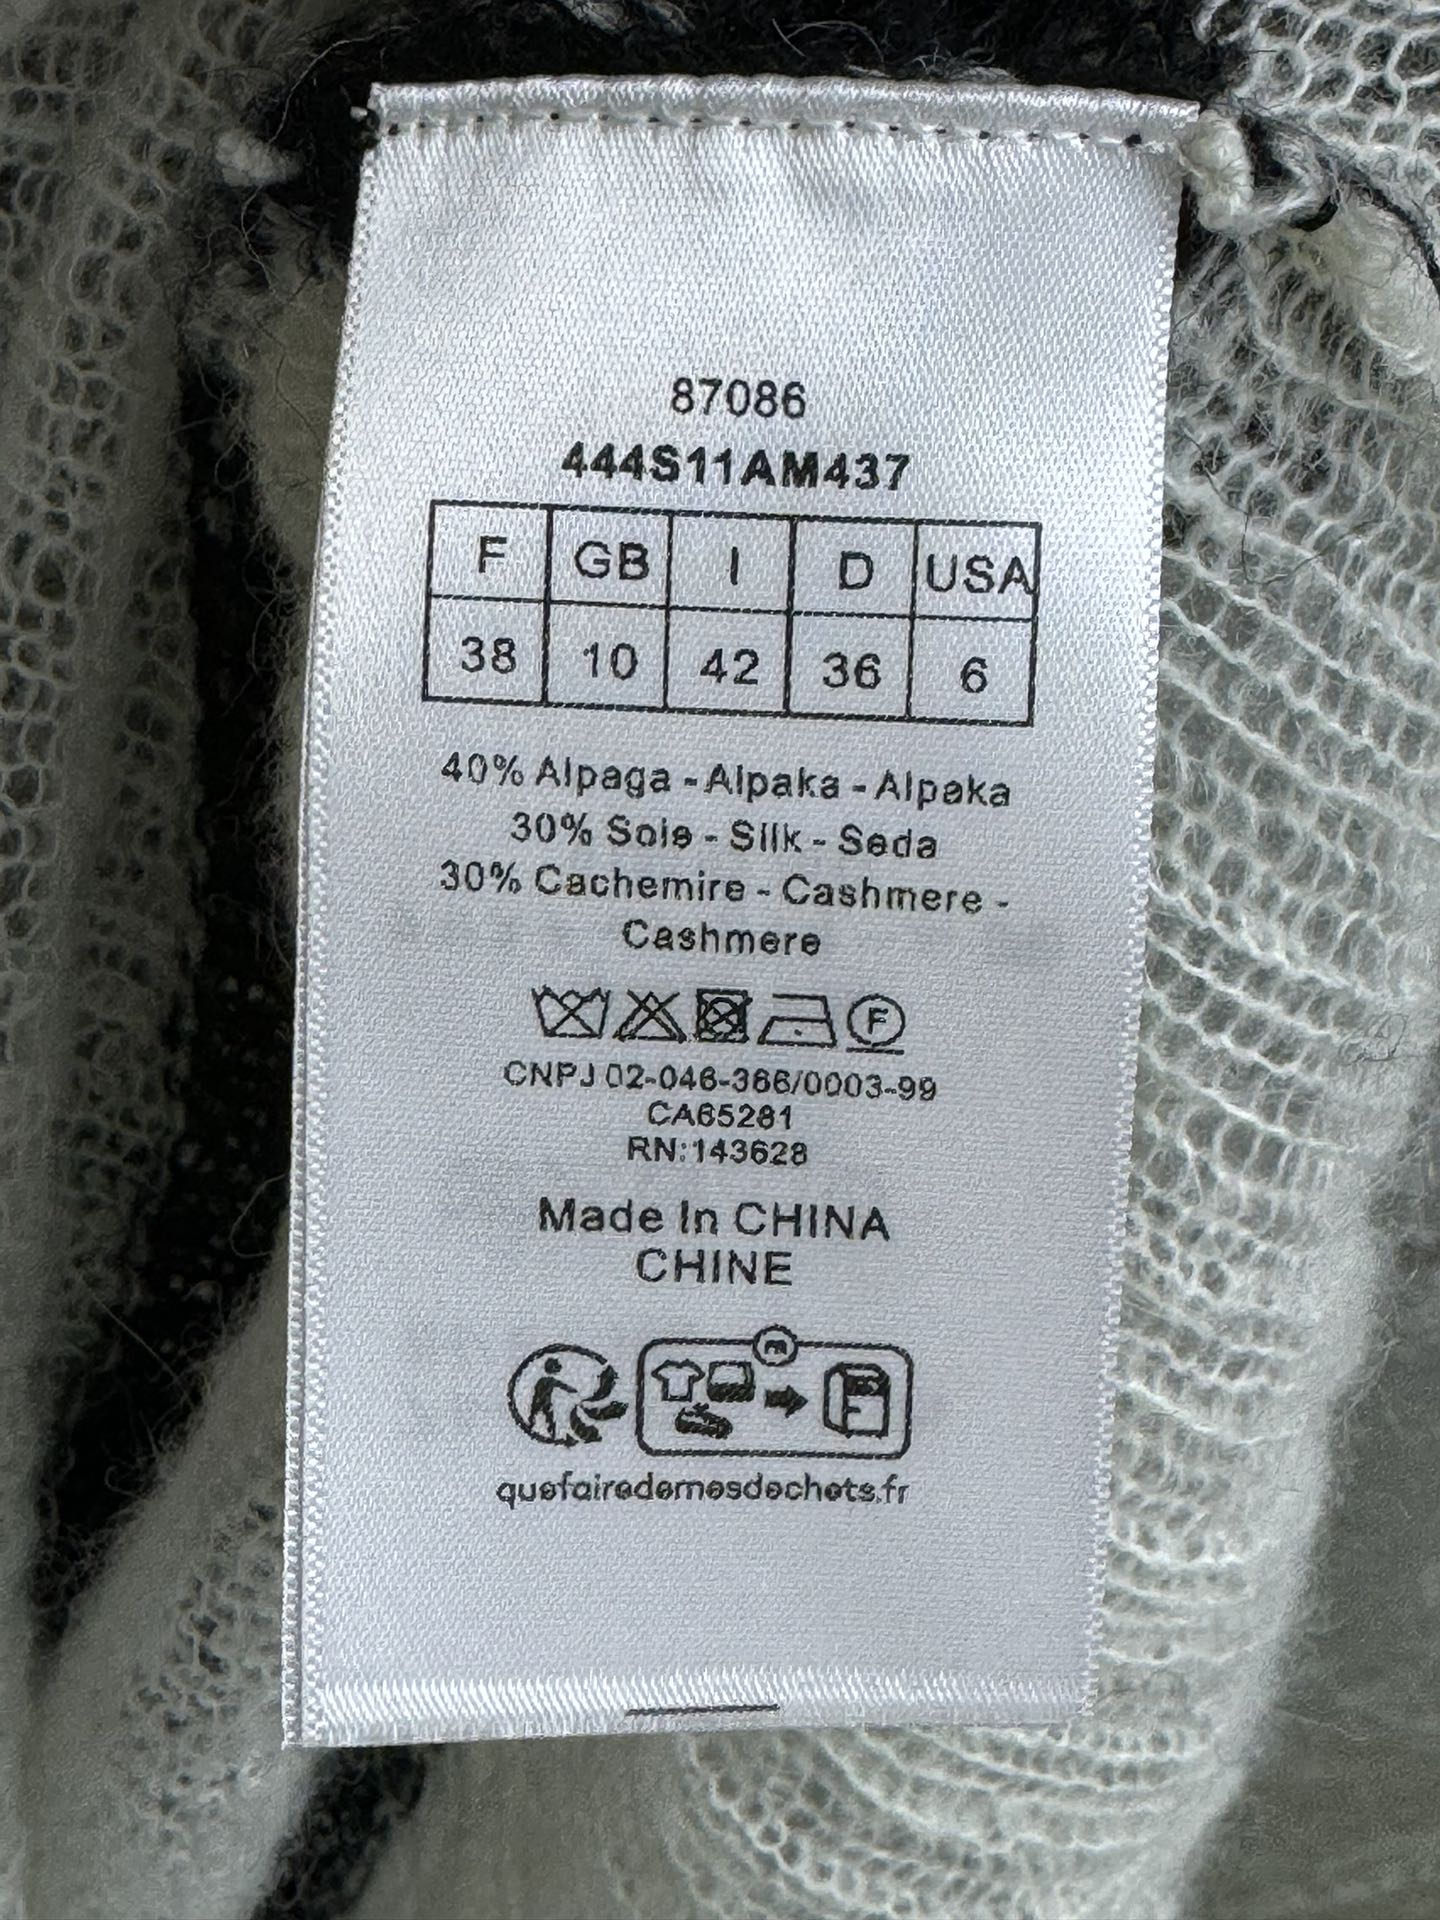 87086
444S11AM437
F GB I D USA
38 10 42 36 6
40% Alpaga - Alpaka - Alpaka
30% Soie - Silk - Seda
30% Cachemire - Cashmere -
Cashmere
F
CNPJ 02-046-366/0003-99
CA65281
RN:143628
Made In CHINA
CHINE
quefairedemesdechets.fr